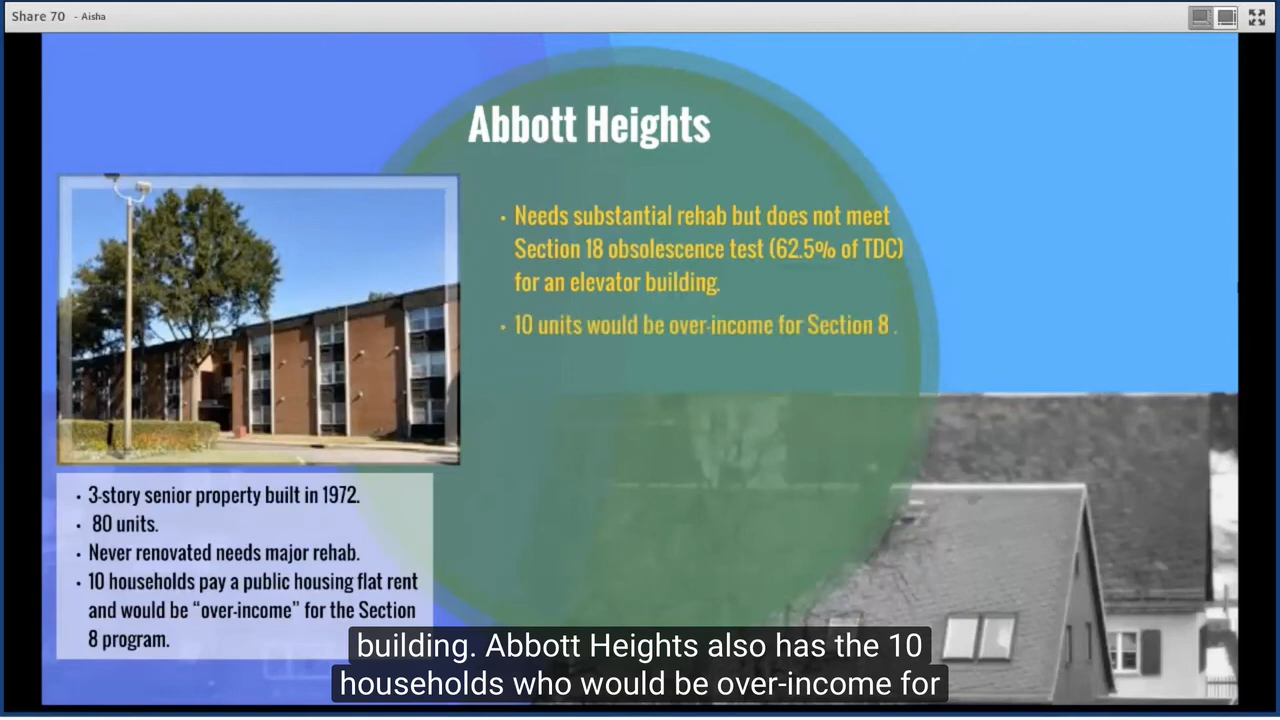 Share 70 - Aisha
Abbott Heights
• Needs substantial rehab but does not meet
Section 18 obsolescence test (62.5% of TDC)
for an elevator building.
• 10 units would be over-income for Section 8 .
• 3-story senior property built in 1972.
• 80 units.
• Never renovated needs major rehab.
• 10 households pay a public housing flat rent
and would be “over-income” for the Section
8 program.
building. Abbott Heights also has the 10
households who would be over-income for